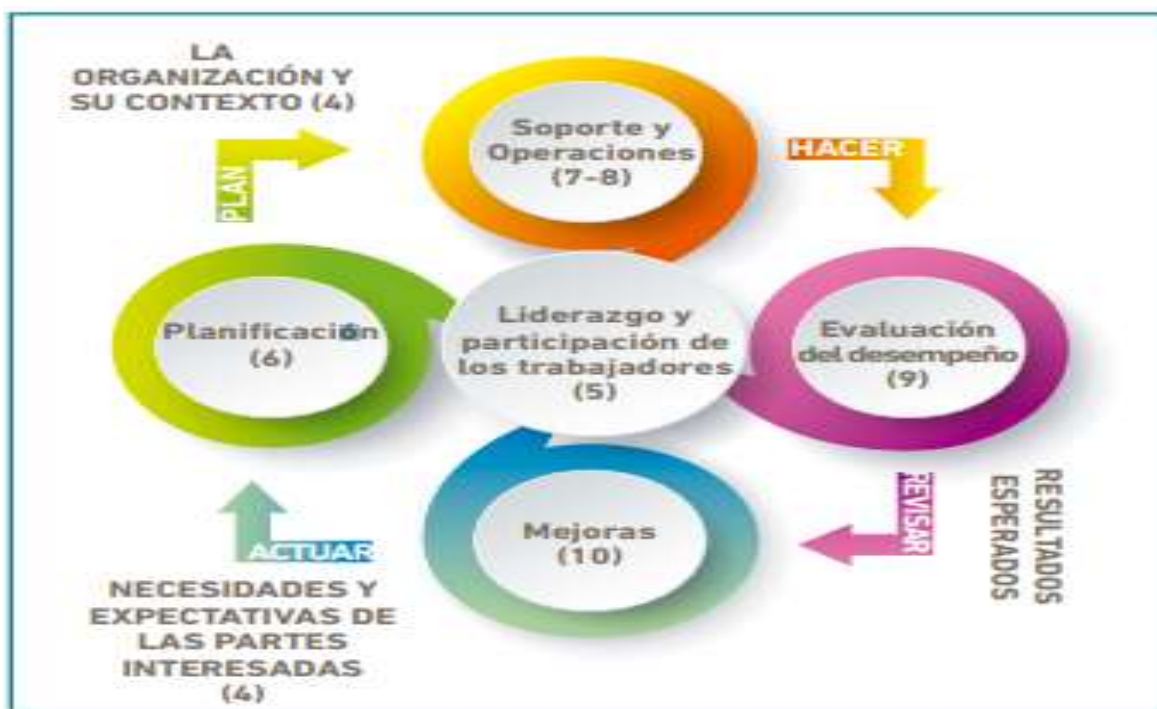 LA
ORGANIZACIÓN Y
SU CONTEXTO (4)
PLAN
Soporte y
Operaciones
(7-8)
HACER
Planificación
(6)
Liderazgo y
participación de
los trabajadores
(5)
Evaluación
del desempeño
(9)
Mejoras
(10)
REVISAR
RESULTADOS
ESPERADOS
ACTUAR
NECESIDADES Y
EXPECTATIVAS DE
LAS PARTES
INTERESADAS
(4)